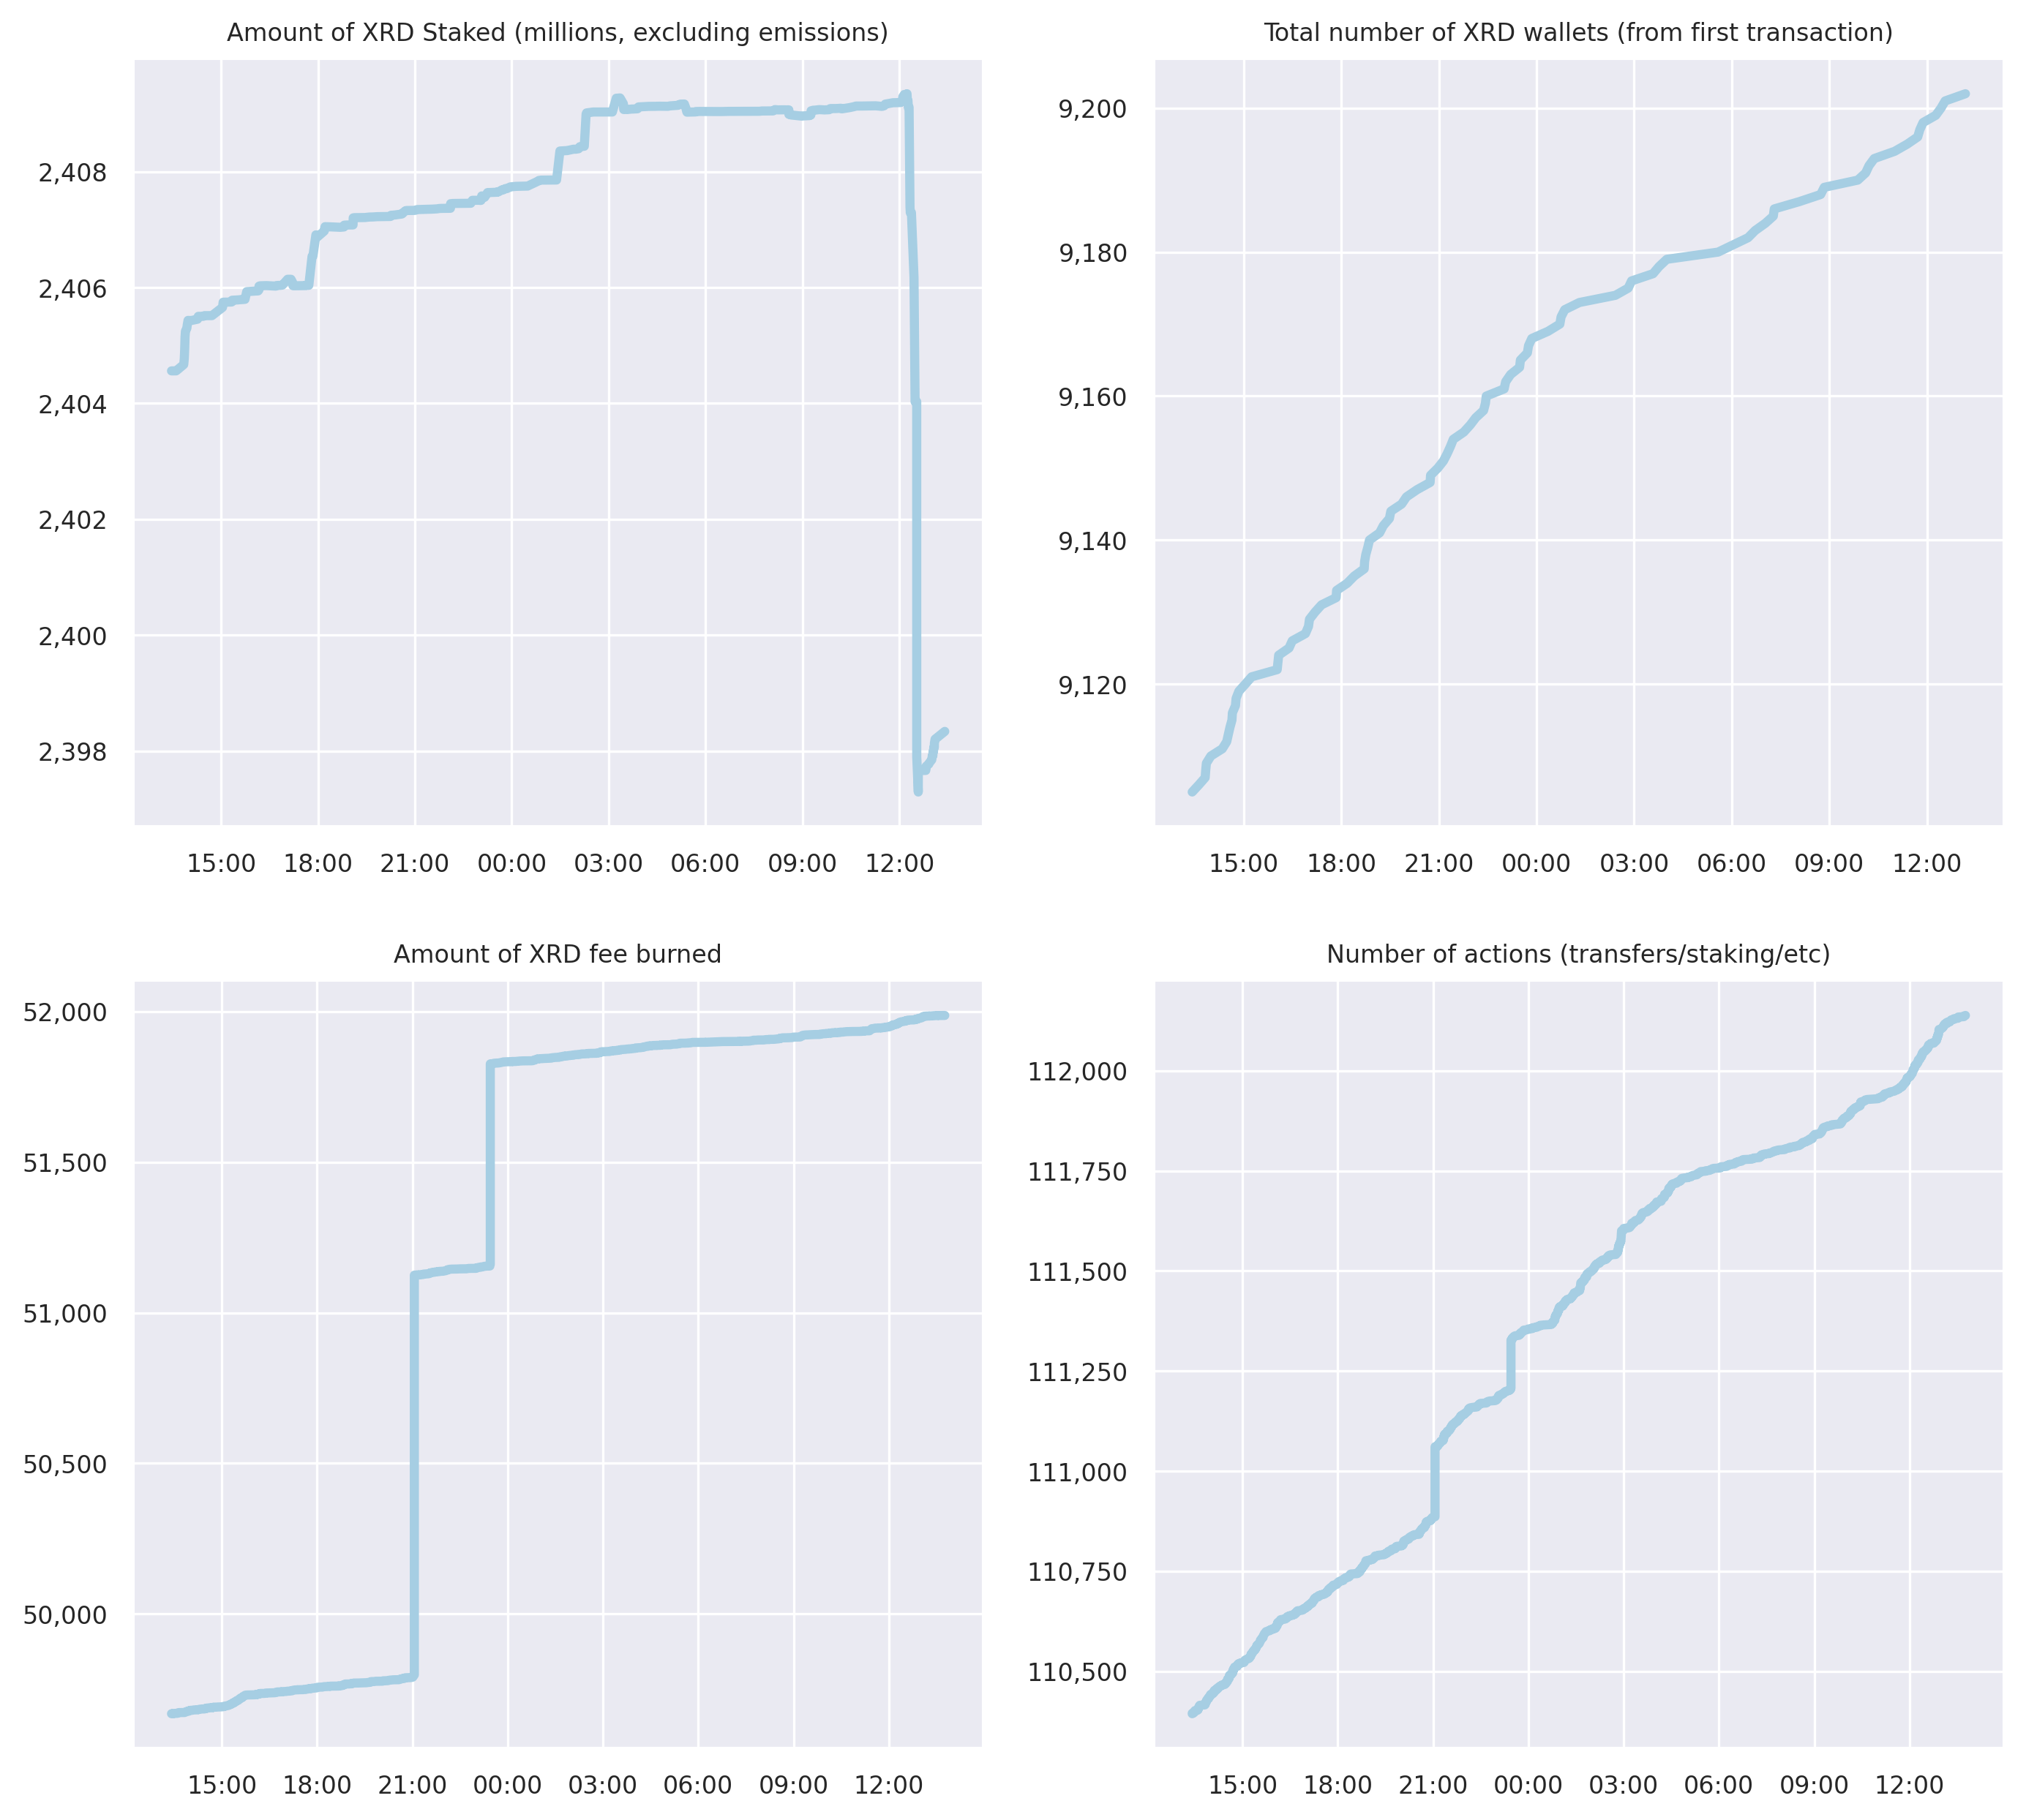 Amount of XRD Staked (millions, excluding emissions)
2,408
2,406
2,404
2,402
2,400
2,398
15:00 18:00 21:00 00:00 03:00 06:00 09:00 12:00
Total number of XRD wallets (from first transaction)
9,200
9,180
9,160
9,140
9,120
15:00 18:00 21:00 00:00 03:00 06:00 09:00 12:00
Amount of XRD fee burned
52,000
51,500
51,000
50,500
50,000
15:00 18:00 21:00 00:00 03:00 06:00 09:00 12:00
Number of actions (transfers/staking/etc)
112,000
111,750
111,500
111,250
111,000
110,750
110,500
15:00 18:00 21:00 00:00 03:00 06:00 09:00 12:00